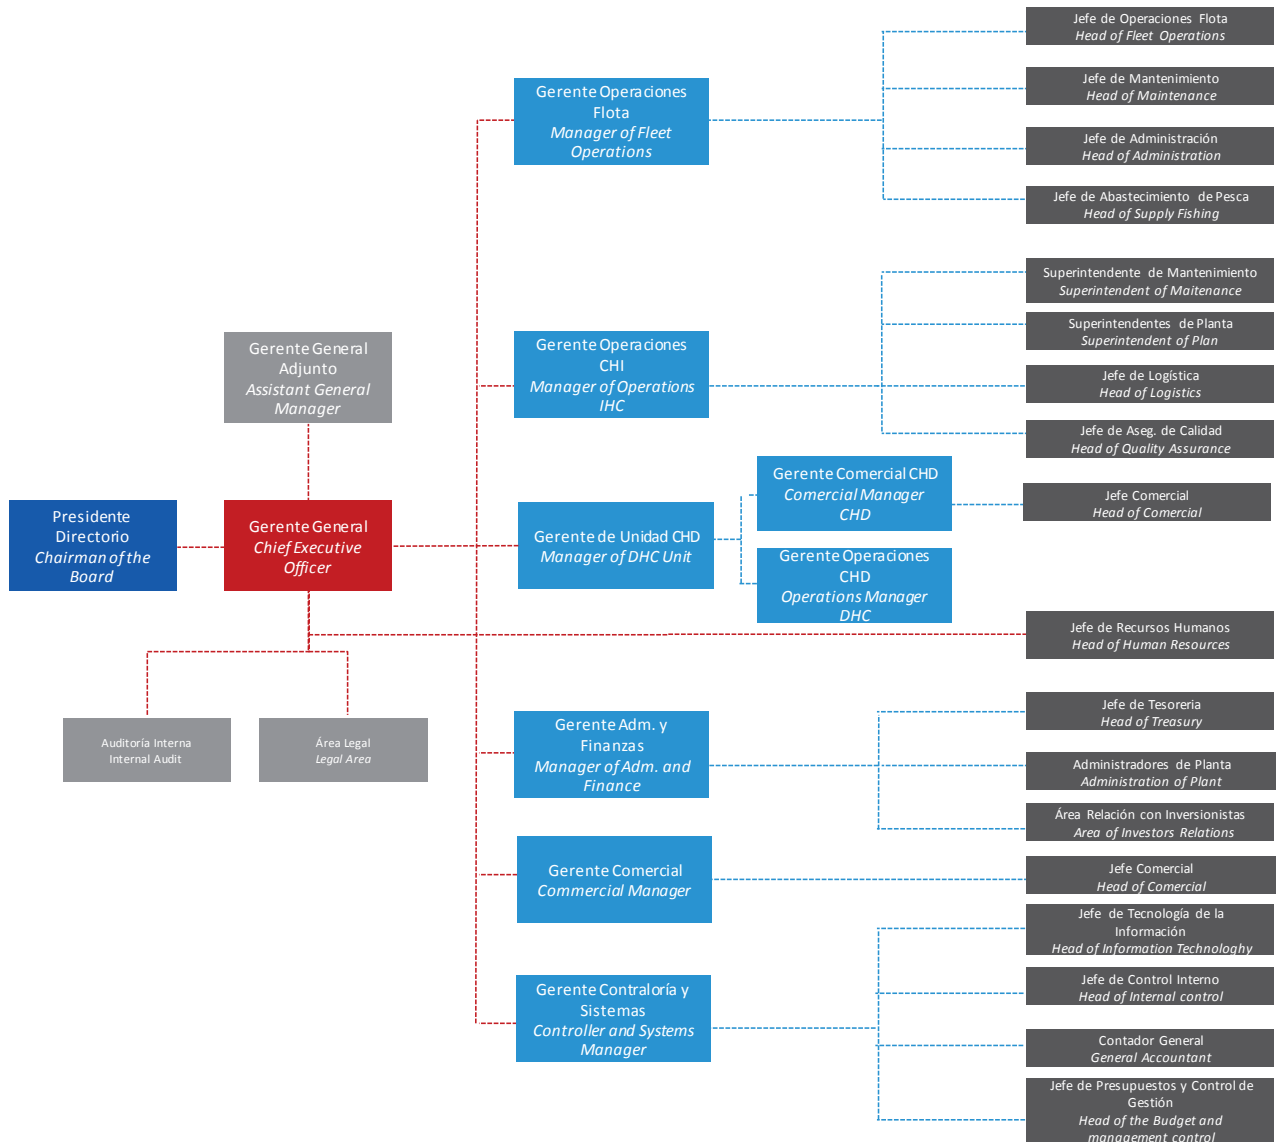 Jefe de Operaciones Flota
Head of Fleet Operations
Gerente Operaciones
Flota
Manager of Fleet
Operations
Jefe de Mantenimiento
Head of Maintenance
Jefe de Administración
Head of Administration
Jefe de Abastecimiento de Pesca
Head of Supply Fishing
Superintendente de Mantenimiento
Superintendent of Maitenance
Superintendentes de Planta
Superintendent of Plan
Gerente General
Adjunto
Assistant General
Manager
Gerente Operaciones
CHI
Manager of Operations
IHC
Jefe de Logística
Head of Logistics
Jefe de Aseg. de Calidad
Head of Quality Assurance
Gerente Comercial CHD
Comercial Manager
CHD
Jefe Comercial
Head of Comercial
Presidente
Directorio
Chairman of the
Board
Gerente General
Chief Executive
Officer
Gerente de Unidad CHD
Manager of DHC Unit
Gerente Operaciones
CHD
Operations Manager
DHC
Jefe de Recursos Humanos
Head of Human Resources
Auditoría Interna
Internal Audit
Área Legal
Legal Area
Gerente Adm. y
Finanzas
Manager of Adm. and
Finance
Jefe de Tesoreria
Head of Treasury
Administradores de Planta
Administration of Plant
Área Relación con Inversionistas
Area of Investors Relations
Gerente Comercial
Commercial Manager
Jefe Comercial
Head of Comercial
Gerente Contraloría y
Sistemas
Controller and Systems
Manager
Jefe de Tecnología de la
Información
Head of Information Technologhy
Jefe de Control Interno
Head of Internal control
Contador General
General Accountant
Jefe de Presupuestos y Control de
Gestión
Head of the Budget and
management control